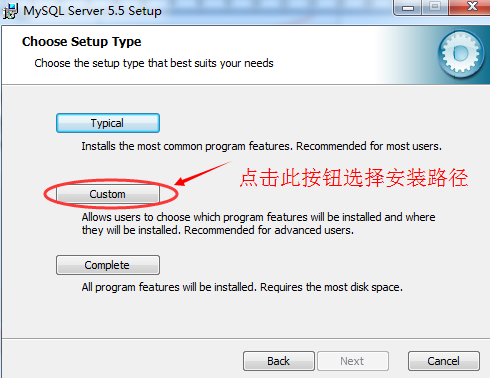 MySQL Server 5.5 Setup
Choose Setup Type
Choose the setup type that best suits your needs
Typical
Installs the most common program features. Recommended for most users.
点击此按钮选择安装路径
Custom
Allows users to choose which program features will be installed and where
they will be installed. Recommended for advanced users.
Complete
All program features will be installed. Requires the most disk space.
Back
Next
Cancel